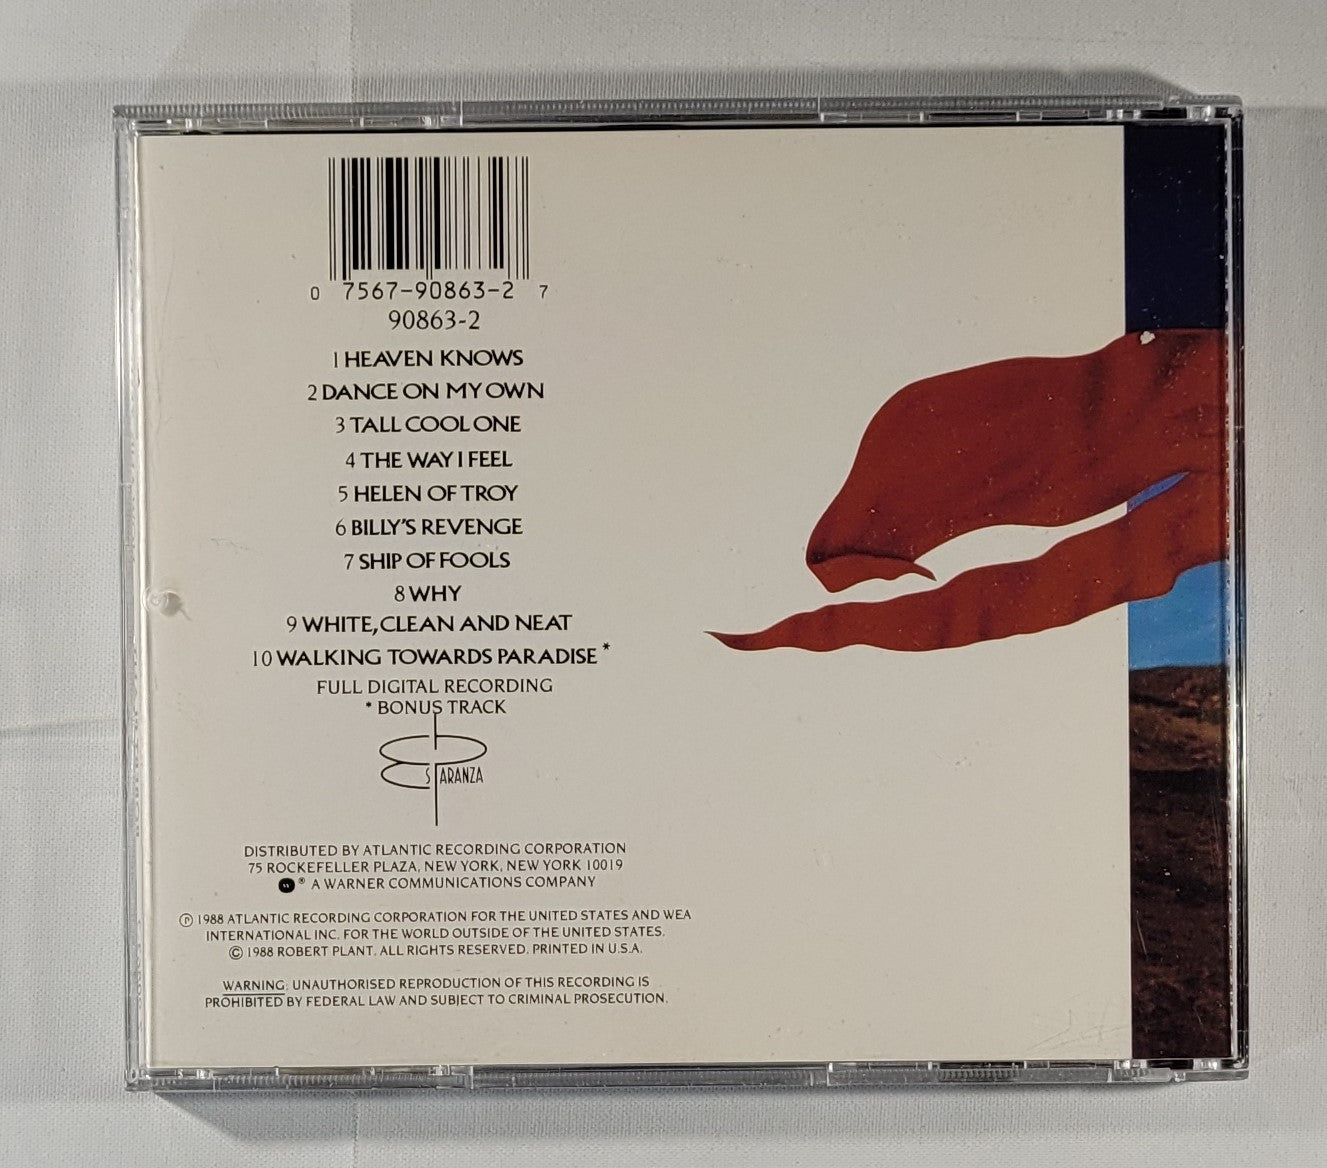 0 7567-90863-2 7
90863-2
1 HEAVEN KNOWS
2 DANCE ON MY OWN
3 TALL COOL ONE
4 THE WAY I FEEL
5 HELEN OF TROY
6 BILLY'S REVENGE
7 SHIP OF FOOLS
8 WHY
9 WHITE, CLEAN AND NEAT
10 WALKING TOWARDS PARADISE *
FULL DIGITAL RECORDING
* BONUS TRACK
ES PARANZA
DISTRIBUTED BY ATLANTIC RECORDING CORPORATION
75 ROCKEFELLER PLAZA, NEW YORK, NEW YORK 10019
® A WARNER COMMUNICATIONS COMPANY
℗ 1988 ATLANTIC RECORDING CORPORATION FOR THE UNITED STATES AND WEA
INTERNATIONAL INC. FOR THE WORLD OUTSIDE OF THE UNITED STATES.
© 1988 ROBERT PLANT. ALL RIGHTS RESERVED. PRINTED IN U.S.A.
WARNING: UNAUTHORISED REPRODUCTION OF THIS RECORDING IS
PROHIBITED BY FEDERAL LAW AND SUBJECT TO CRIMINAL PROSECUTION.